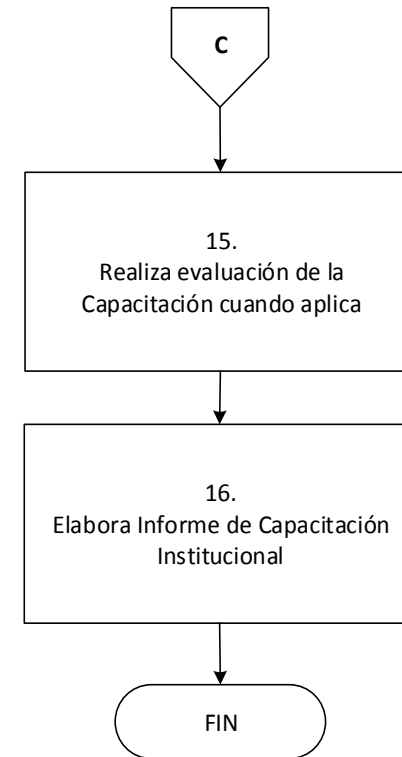 C
15.
Realiza evaluación de la
Capacitación cuando aplica
16.
Elabora Informe de Capacitación
Institucional
FIN